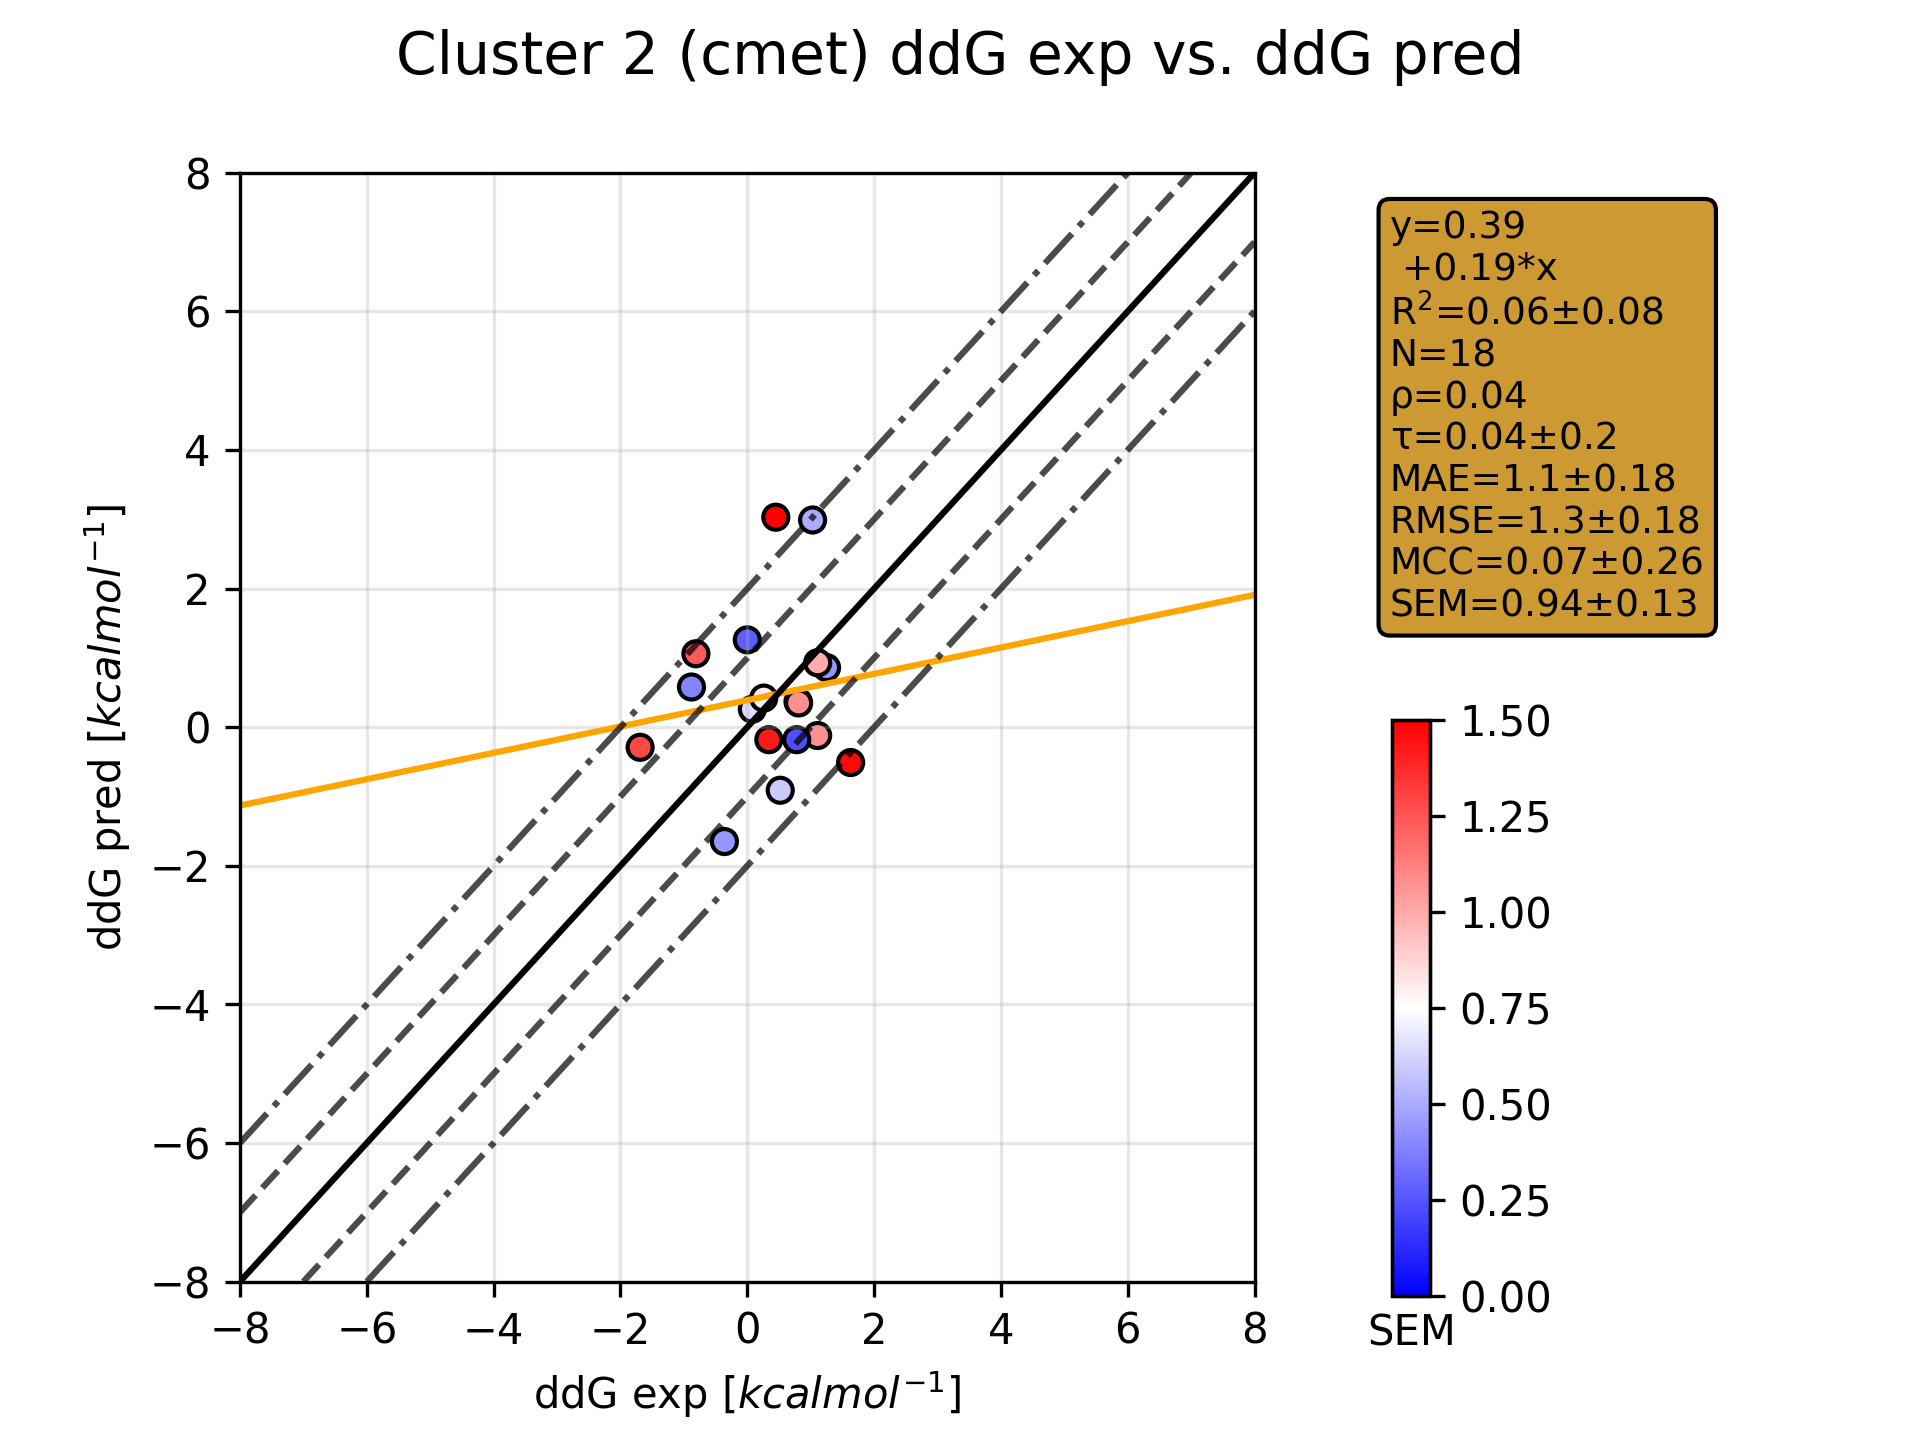 Cluster 2 (cmet) ddG exp vs. ddG pred
8
6
4
2
0
−2
−4
−6
−8
ddG pred [kcalmol⁻¹]
−8 −6 −4 −2 0 2 4 6 8
ddG exp [kcalmol⁻¹]
y=0.39
+0.19*x
R²=0.06±0.08
N=18
ρ=0.04
τ=0.04±0.2
MAE=1.1±0.18
RMSE=1.3±0.18
MCC=0.07±0.26
SEM=0.94±0.13
1.50
1.25
1.00
0.75
0.50
0.25
0.00
SEM